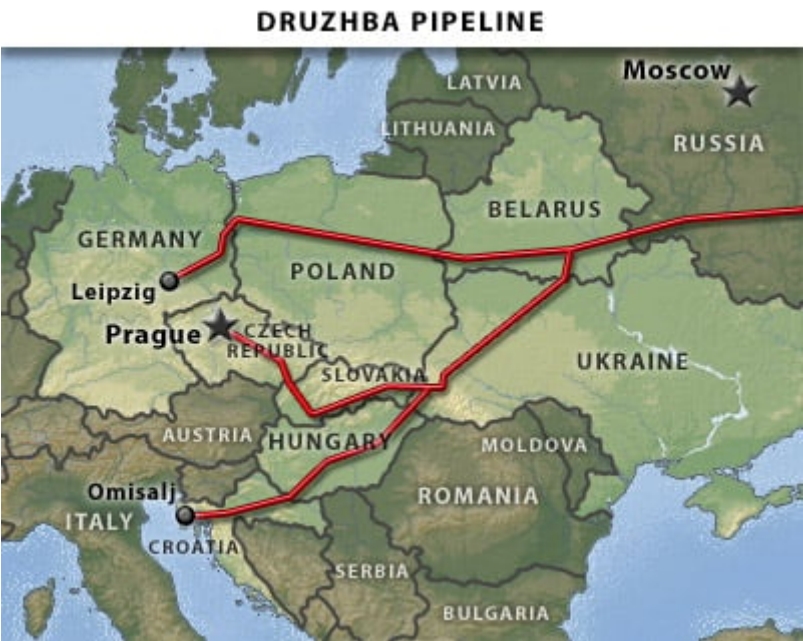 DRUZHBA PIPELINE
Moscow
LATVIA
LITHUANIA
RUSSIA
BELARUS
GERMANY
POLAND
Leipzig
Prague
CZECH
REPUBLIC
UKRAINE
SLOVAKIA
AUSTRIA
HUNGARY
MOLDOVA
Omisalj
ROMANIA
ITALY
CROATIA
SERBIA
BULGARIA